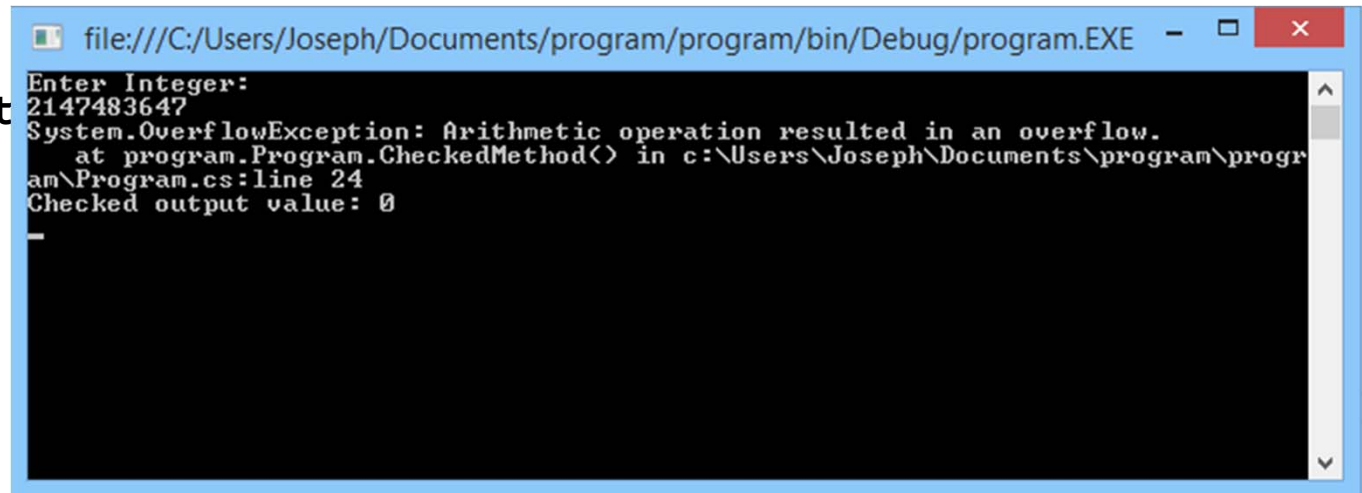 file:///C:/Users/Joseph/Documents/program/program/bin/Debug/program.EXE
Enter Integer:
t
2147483647
System.OverflowException: Arithmetic operation resulted in an overflow.
   at program.Program.CheckedMethod() in c:\Users\Joseph\Documents\program\progr
am\Program.cs:line 24
Checked output value: 0